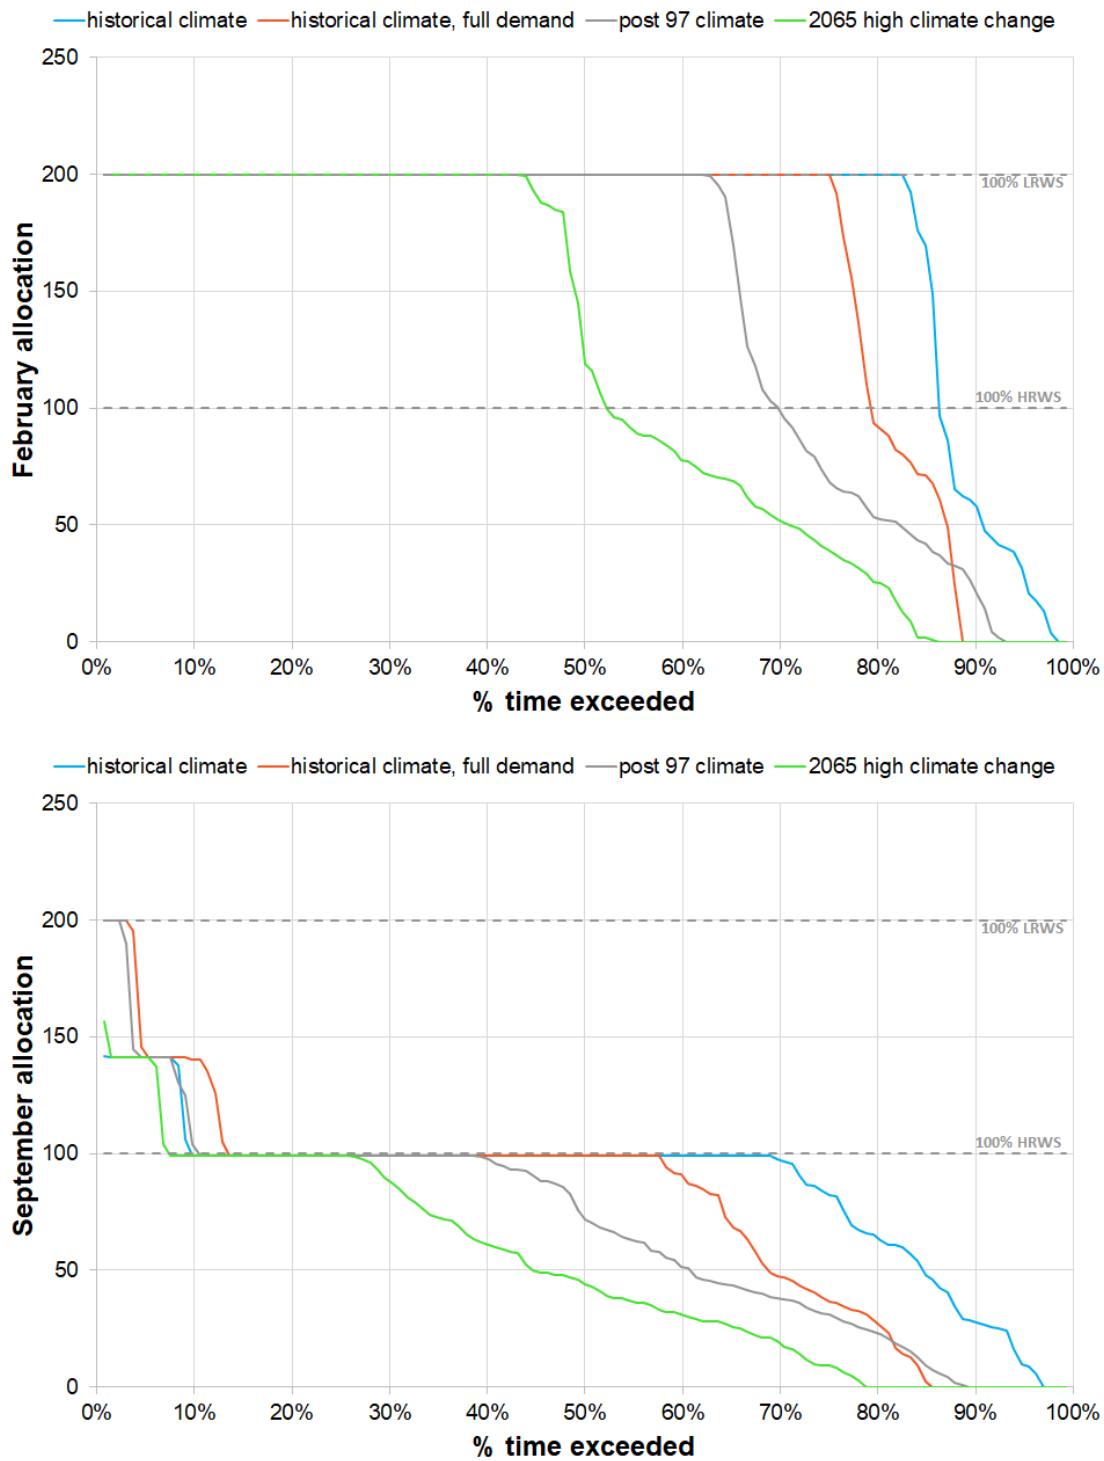 historical climate historical climate, full demand post 97 climate 2065 high climate change
250
200
100% LRWS
150
100% HRWS
100
50
0
February allocation
0% 10% 20% 30% 40% 50% 60% 70% 80% 90% 100%
% time exceeded
historical climate historical climate, full demand post 97 climate 2065 high climate change
250
200
100% LRWS
150
100% HRWS
100
50
0
September allocation
0% 10% 20% 30% 40% 50% 60% 70% 80% 90% 100%
% time exceeded